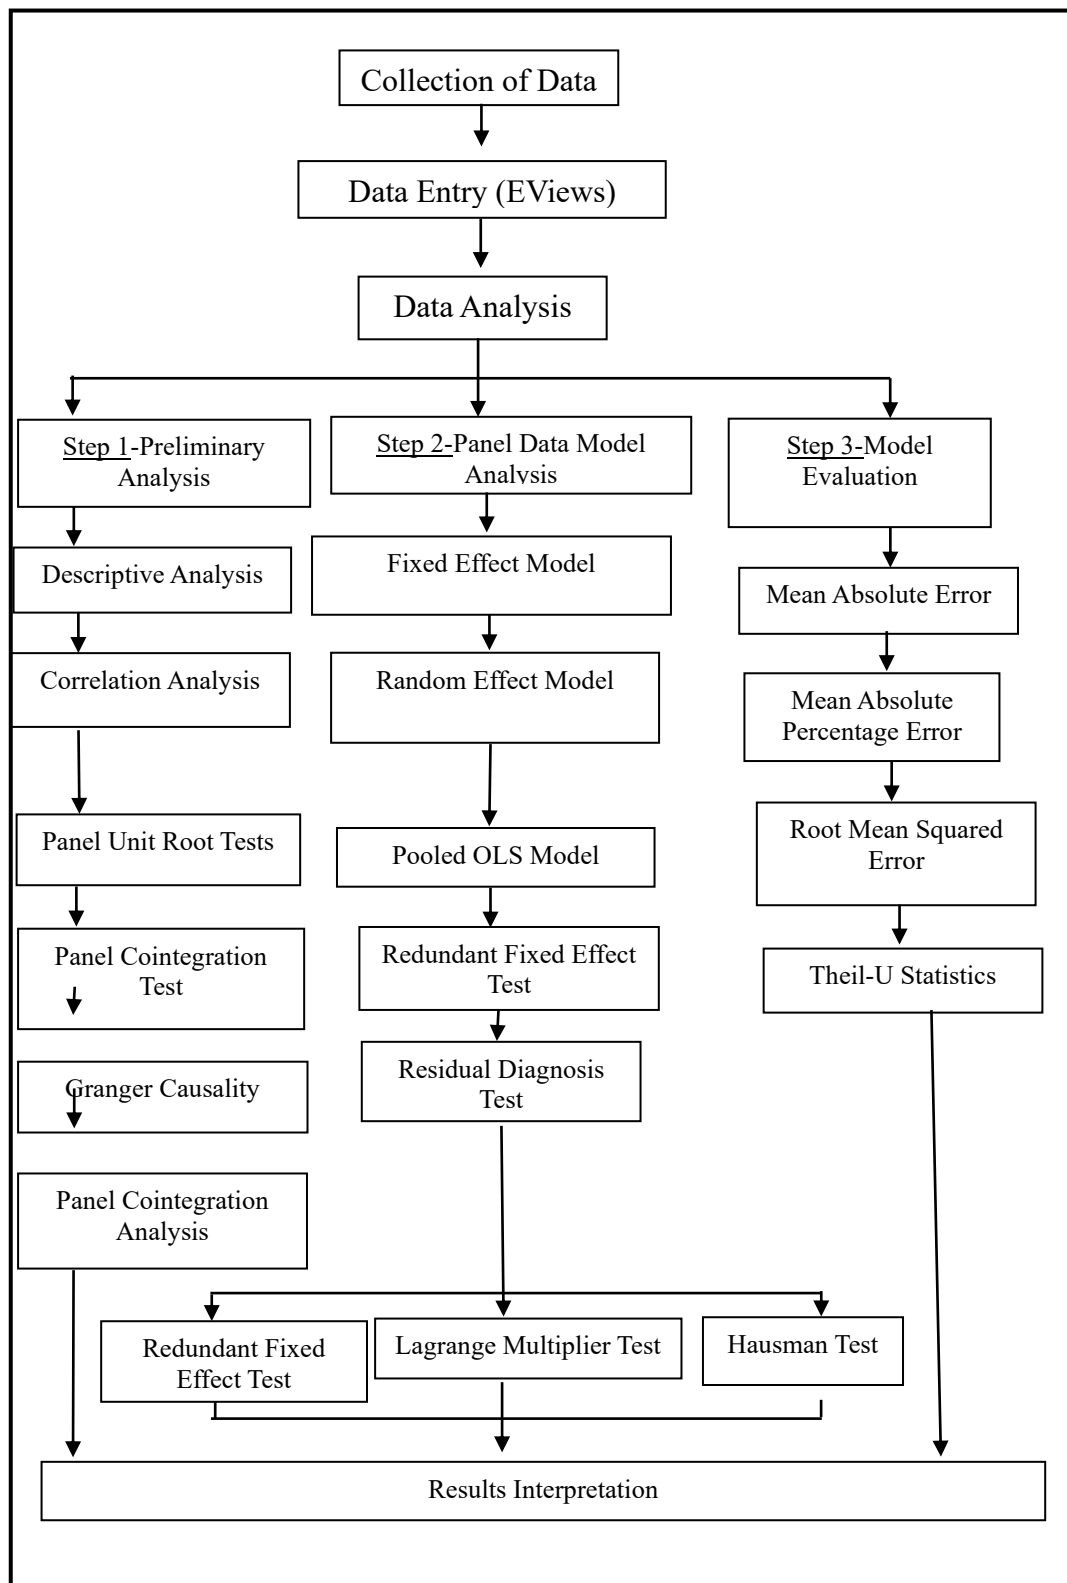 Collection of Data
Data Entry (EViews)
Data Analysis
Step 1-Preliminary
Analysis
Descriptive Analysis
Correlation Analysis
Panel Unit Root Tests
Panel Cointegration
Test
Granger Causality
Panel Cointegration
Analysis
Step 2-Panel Data Model
Analysis
Fixed Effect Model
Random Effect Model
Pooled OLS Model
Redundant Fixed Effect
Test
Residual Diagnosis
Test
Redundant Fixed
Effect Test
Lagrange Multiplier Test
Hausman Test
Step 3-Model
Evaluation
Mean Absolute Error
Mean Absolute
Percentage Error
Root Mean Squared
Error
Theil-U Statistics
Results Interpretation